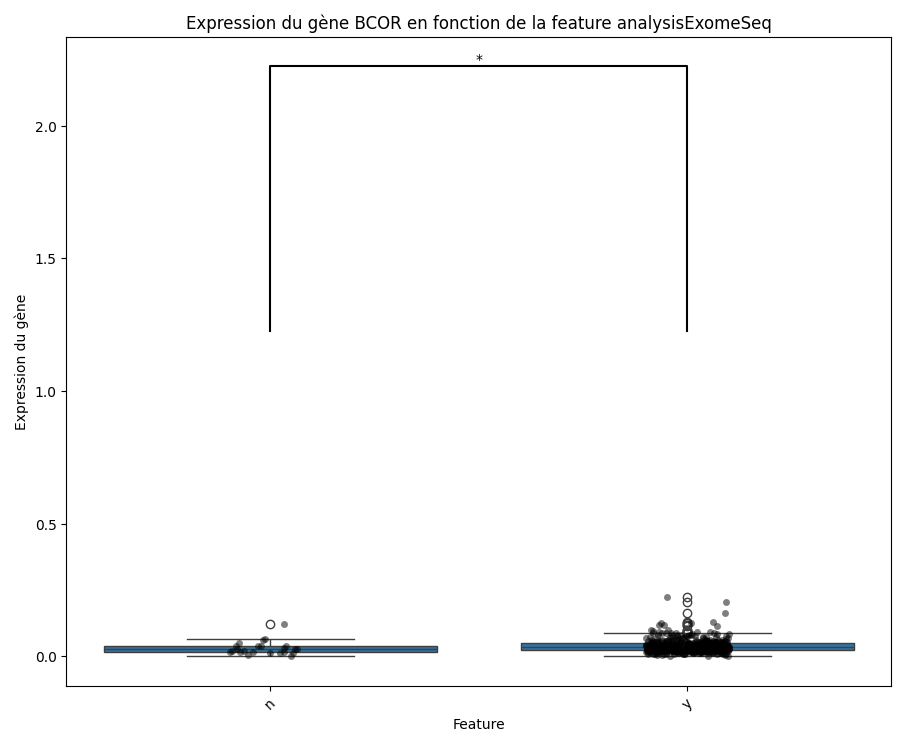 Expression du gène BCOR en fonction de la feature analysisExomeSeq
*
2.0
1.5
1.0
0.5
0.0
Expression du gène
n
y
Feature